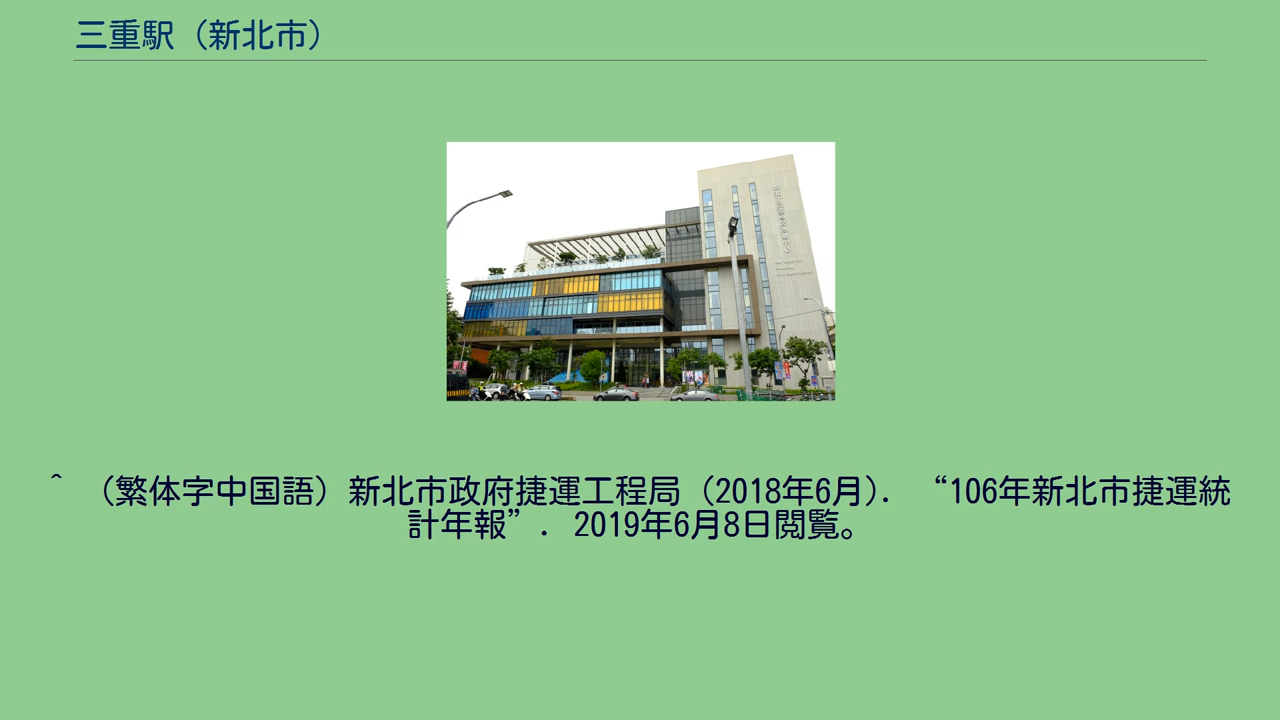 三重駅（新北市）
^ （繁体字中国語）新北市政府捷運工程局（2018年6月）. “106年新北市捷運統
計年報”. 2019年6月8日閲覧。